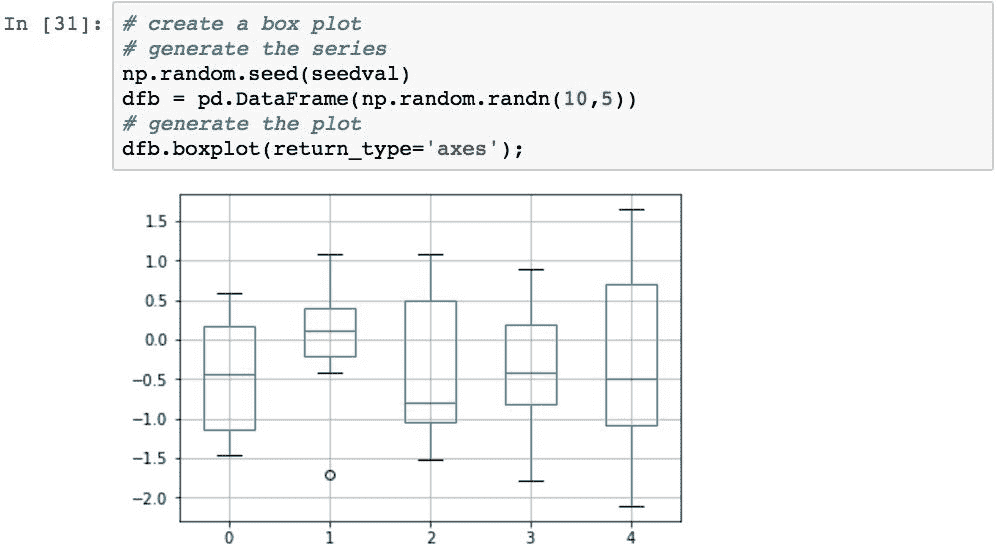 In [31]: # create a box plot
# generate the series
np.random.seed(seedval)
dfb = pd.DataFrame(np.random.randn(10,5))
# generate the plot
dfb.boxplot(return_type='axes');
1.5
1.0
0.5
0.0
−0.5
−1.0
−1.5
−2.0
0 1 2 3 4